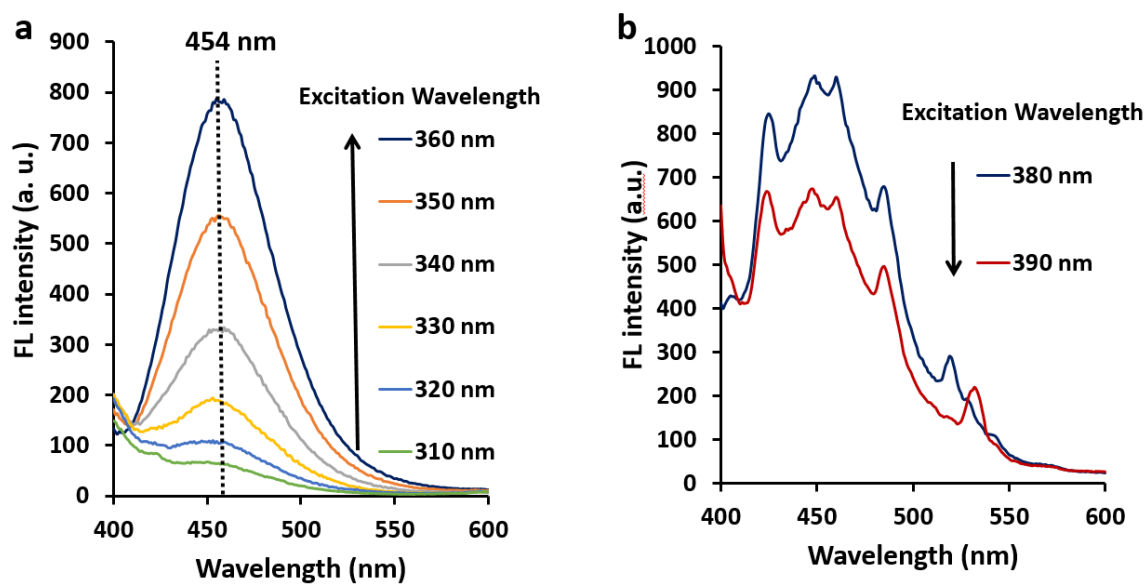 a
454 nm
900
800
700
600
500
400
300
200
100
0
FL intensity (a. u.)
Excitation Wavelength
360 nm
350 nm
340 nm
330 nm
320 nm
310 nm
400 450 500 550 600
Wavelength (nm)
b
1000
900
800
700
600
500
400
300
200
100
0
FL intensity (a.u.)
Excitation Wavelength
380 nm
390 nm
400 450 500 550 600
Wavelength (nm)